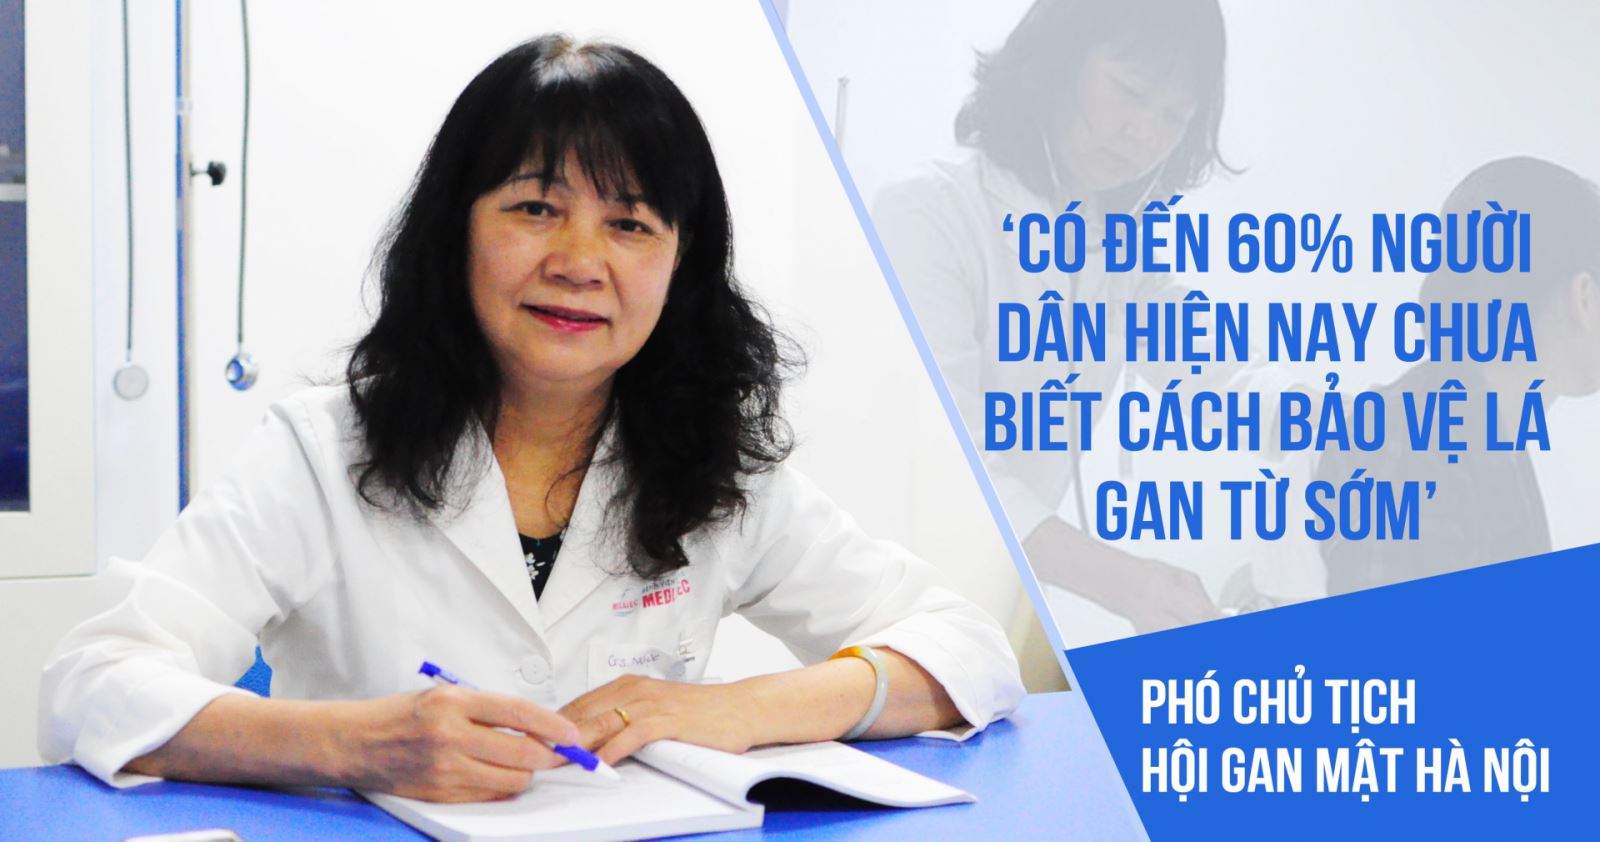 ‘CÓ ĐẾN 60% NGƯỜI
DÂN HIỆN NAY CHƯA
BIẾT CÁCH BẢO VỆ LÁ
GAN TỪ SỚM’
PHÓ CHỦ TỊCH
HỘI GAN MẬT HÀ NỘI